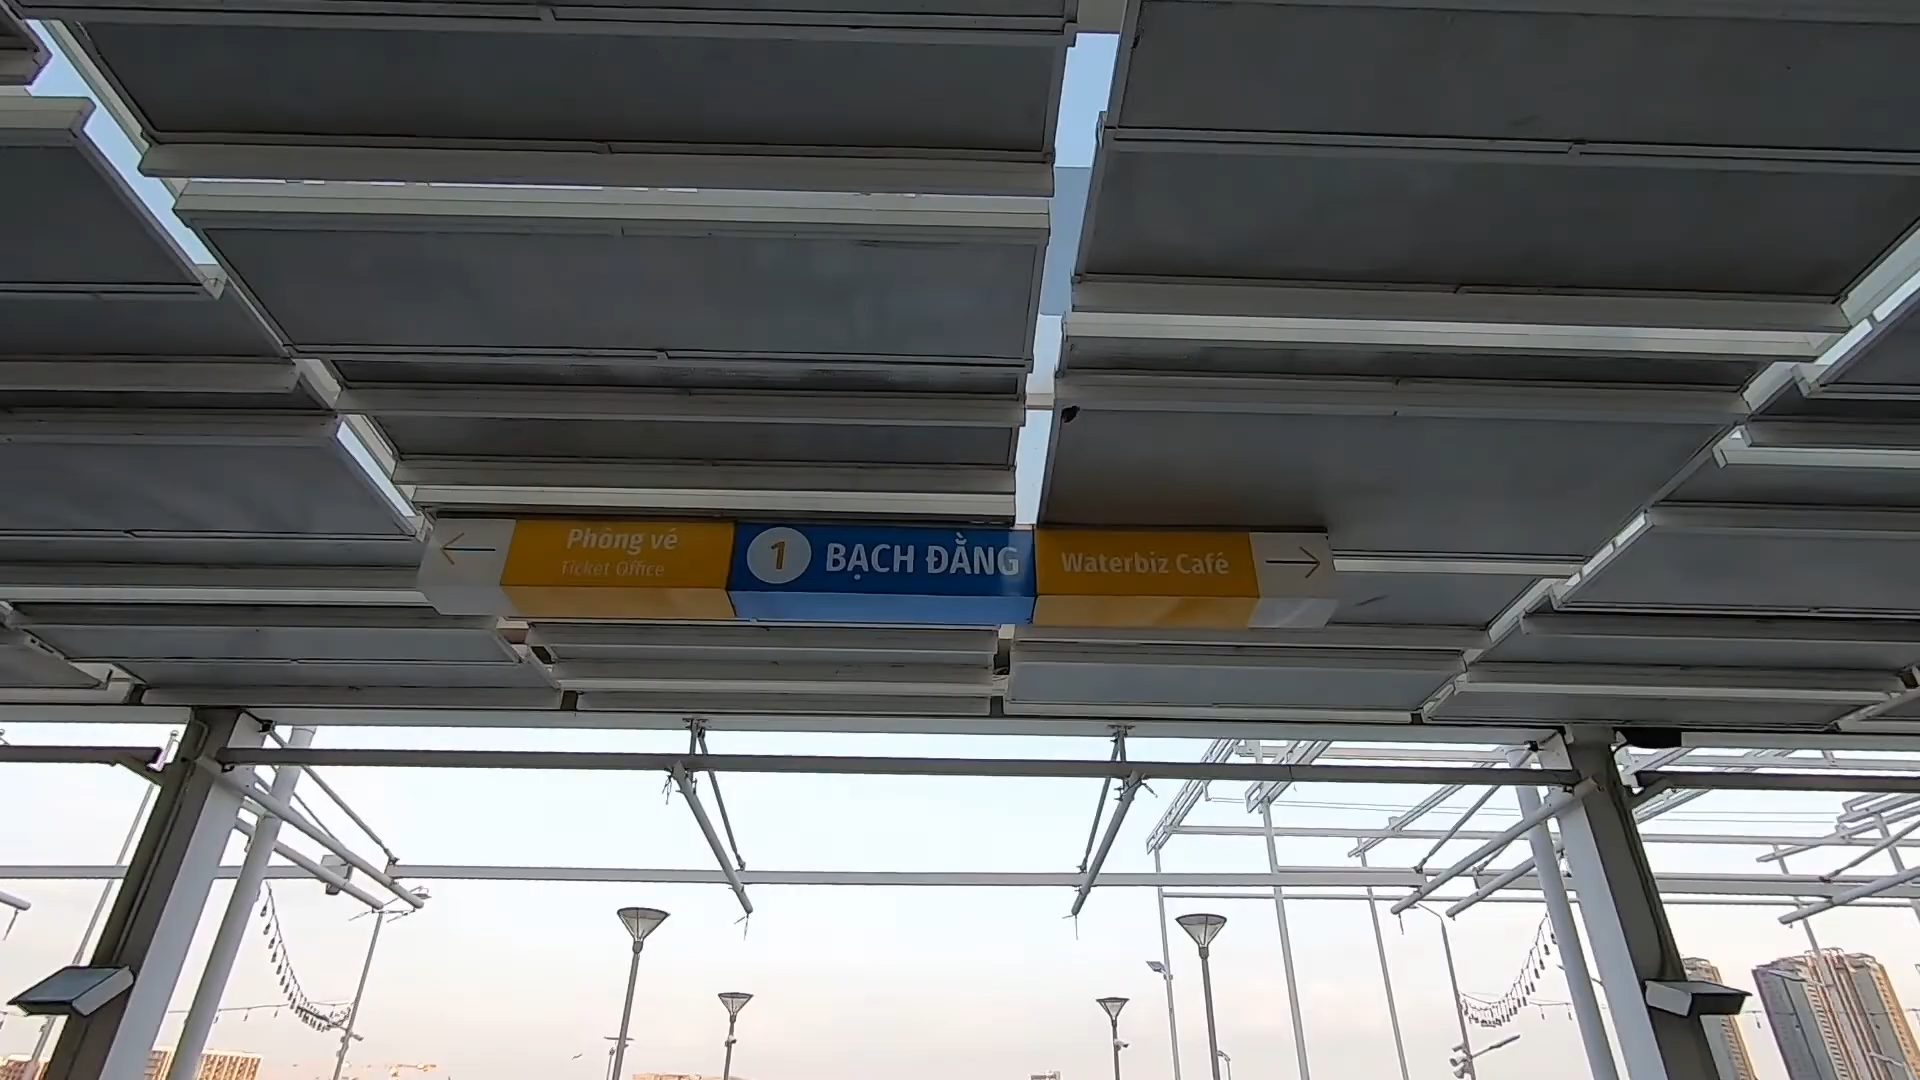 Phòng vé
Ticket Office
1 BẠCH ĐẰNG
Waterbiz Café